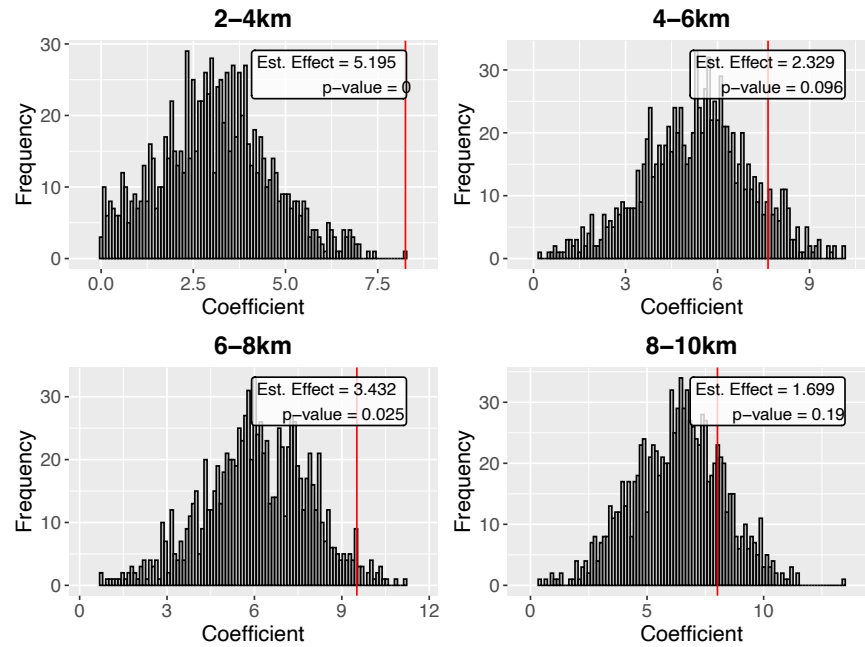 2−4km
Est. Effect = 5.195
p−value = 0
Frequency
30
20
10
0
0.0 2.5 5.0 7.5
Coefficient
4−6km
Est. Effect = 2.329
p−value = 0.096
Frequency
30
20
10
0
0 3 6 9
Coefficient
6−8km
Est. Effect = 3.432
p−value = 0.025
Frequency
30
20
10
0
0 3 6 9 12
Coefficient
8−10km
Est. Effect = 1.699
p−value = 0.19
Frequency
30
20
10
0
0 5 10
Coefficient